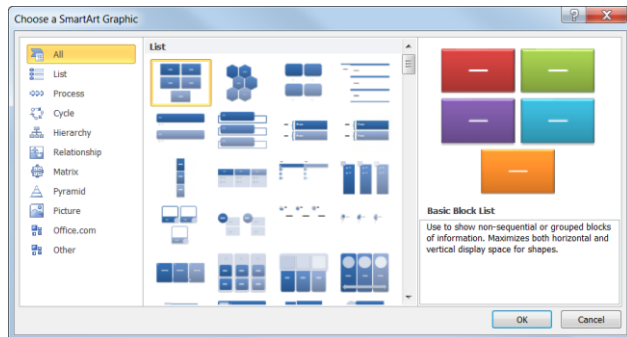 Choose a SmartArt Graphic
All
List
Process
Cycle
Hierarchy
Relationship
Matrix
Pyramid
Picture
Office.com
Other
List
Basic Block List
Use to show non-sequential or grouped blocks
of information. Maximizes both horizontal and
vertical display space for shapes.
OK
Cancel